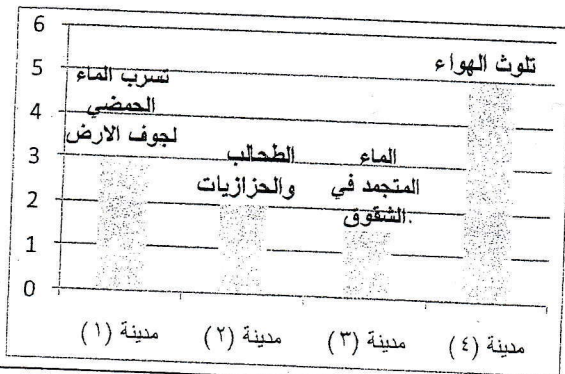 6
5
4
3
2
1
0
تسرب الماء
الحمضي
لجوف الارض
الطحالب
والحزازيات
الماء
المتجمد في
الشقوق.
تلوث الهواء
مدينة (١)
مدينة (٢)
مدينة (٣)
مدينة (٤)